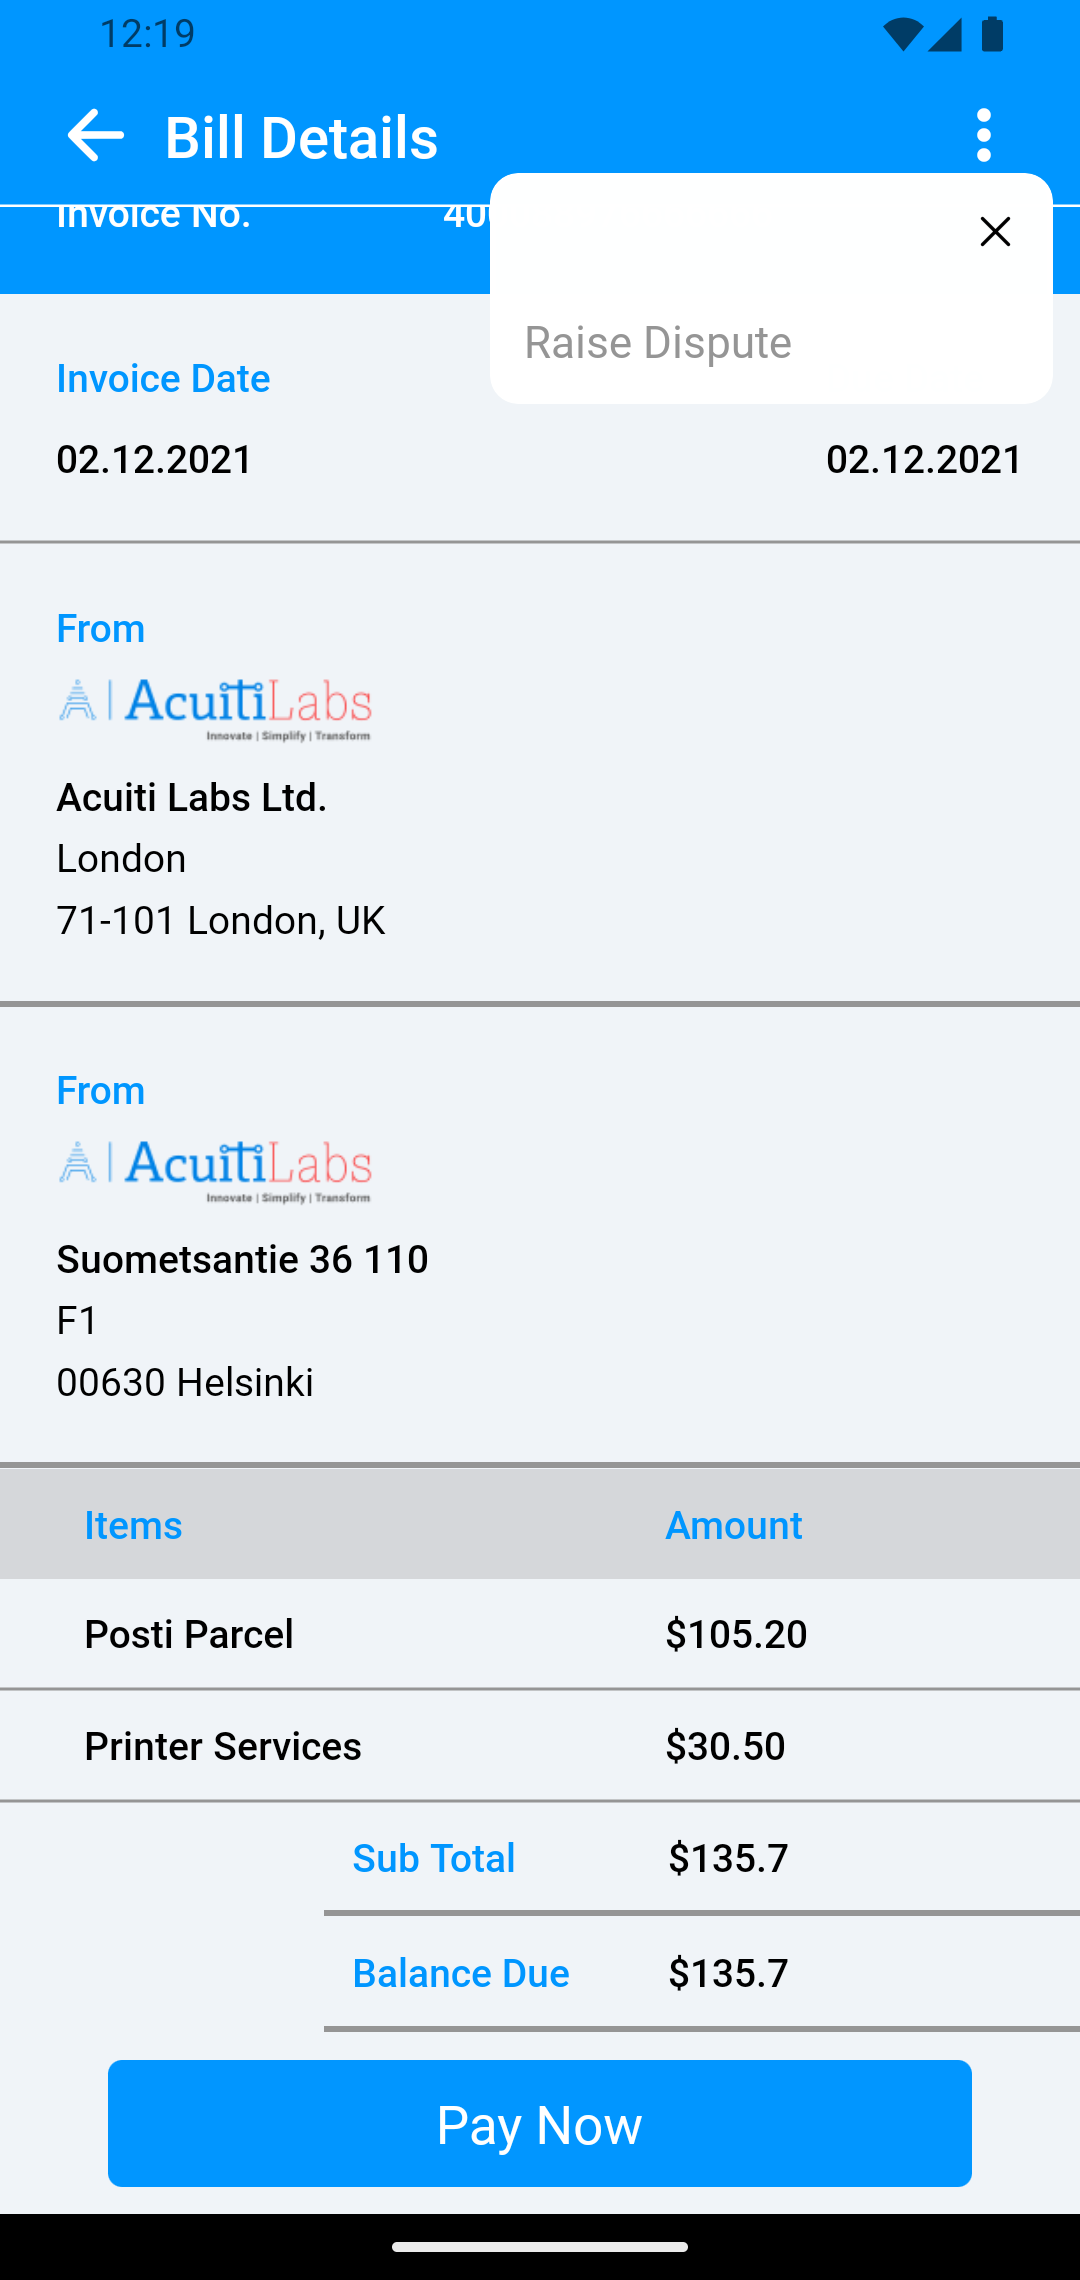 12:19
Bill Details
Invoice No.
Raise Dispute
Invoice Date
02.12.2021 02.12.2021
From
A| AcuitiLabs
Innovate | Simplify | Transform
Acuiti Labs Ltd.
London
71-101 London, UK
From
A| AcuitiLabs
Innovate | Simplify | Transform
Suometsantie 36 110
F1
00630 Helsinki
Items Amount
Posti Parcel $105.20
Printer Services $30.50
Sub Total $135.7
Balance Due $135.7
Pay Now